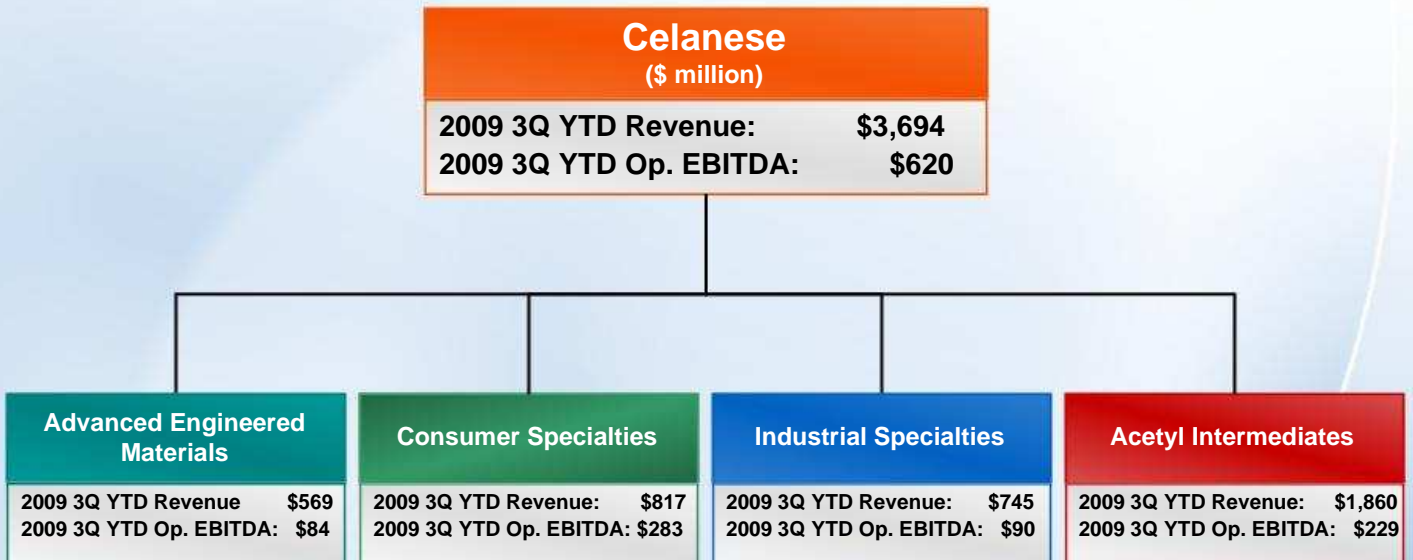 Celanese
($ million)
2009 3Q YTD Revenue: $3,694
2009 3Q YTD Op. EBITDA: $620
Advanced Engineered
Materials
2009 3Q YTD Revenue $569
2009 3Q YTD Op. EBITDA: $84
Consumer Specialties
2009 3Q YTD Revenue: $817
2009 3Q YTD Op. EBITDA: $283
Industrial Specialties
2009 3Q YTD Revenue: $745
2009 3Q YTD Op. EBITDA: $90
Acetyl Intermediates
2009 3Q YTD Revenue: $1,860
2009 3Q YTD Op. EBITDA: $229